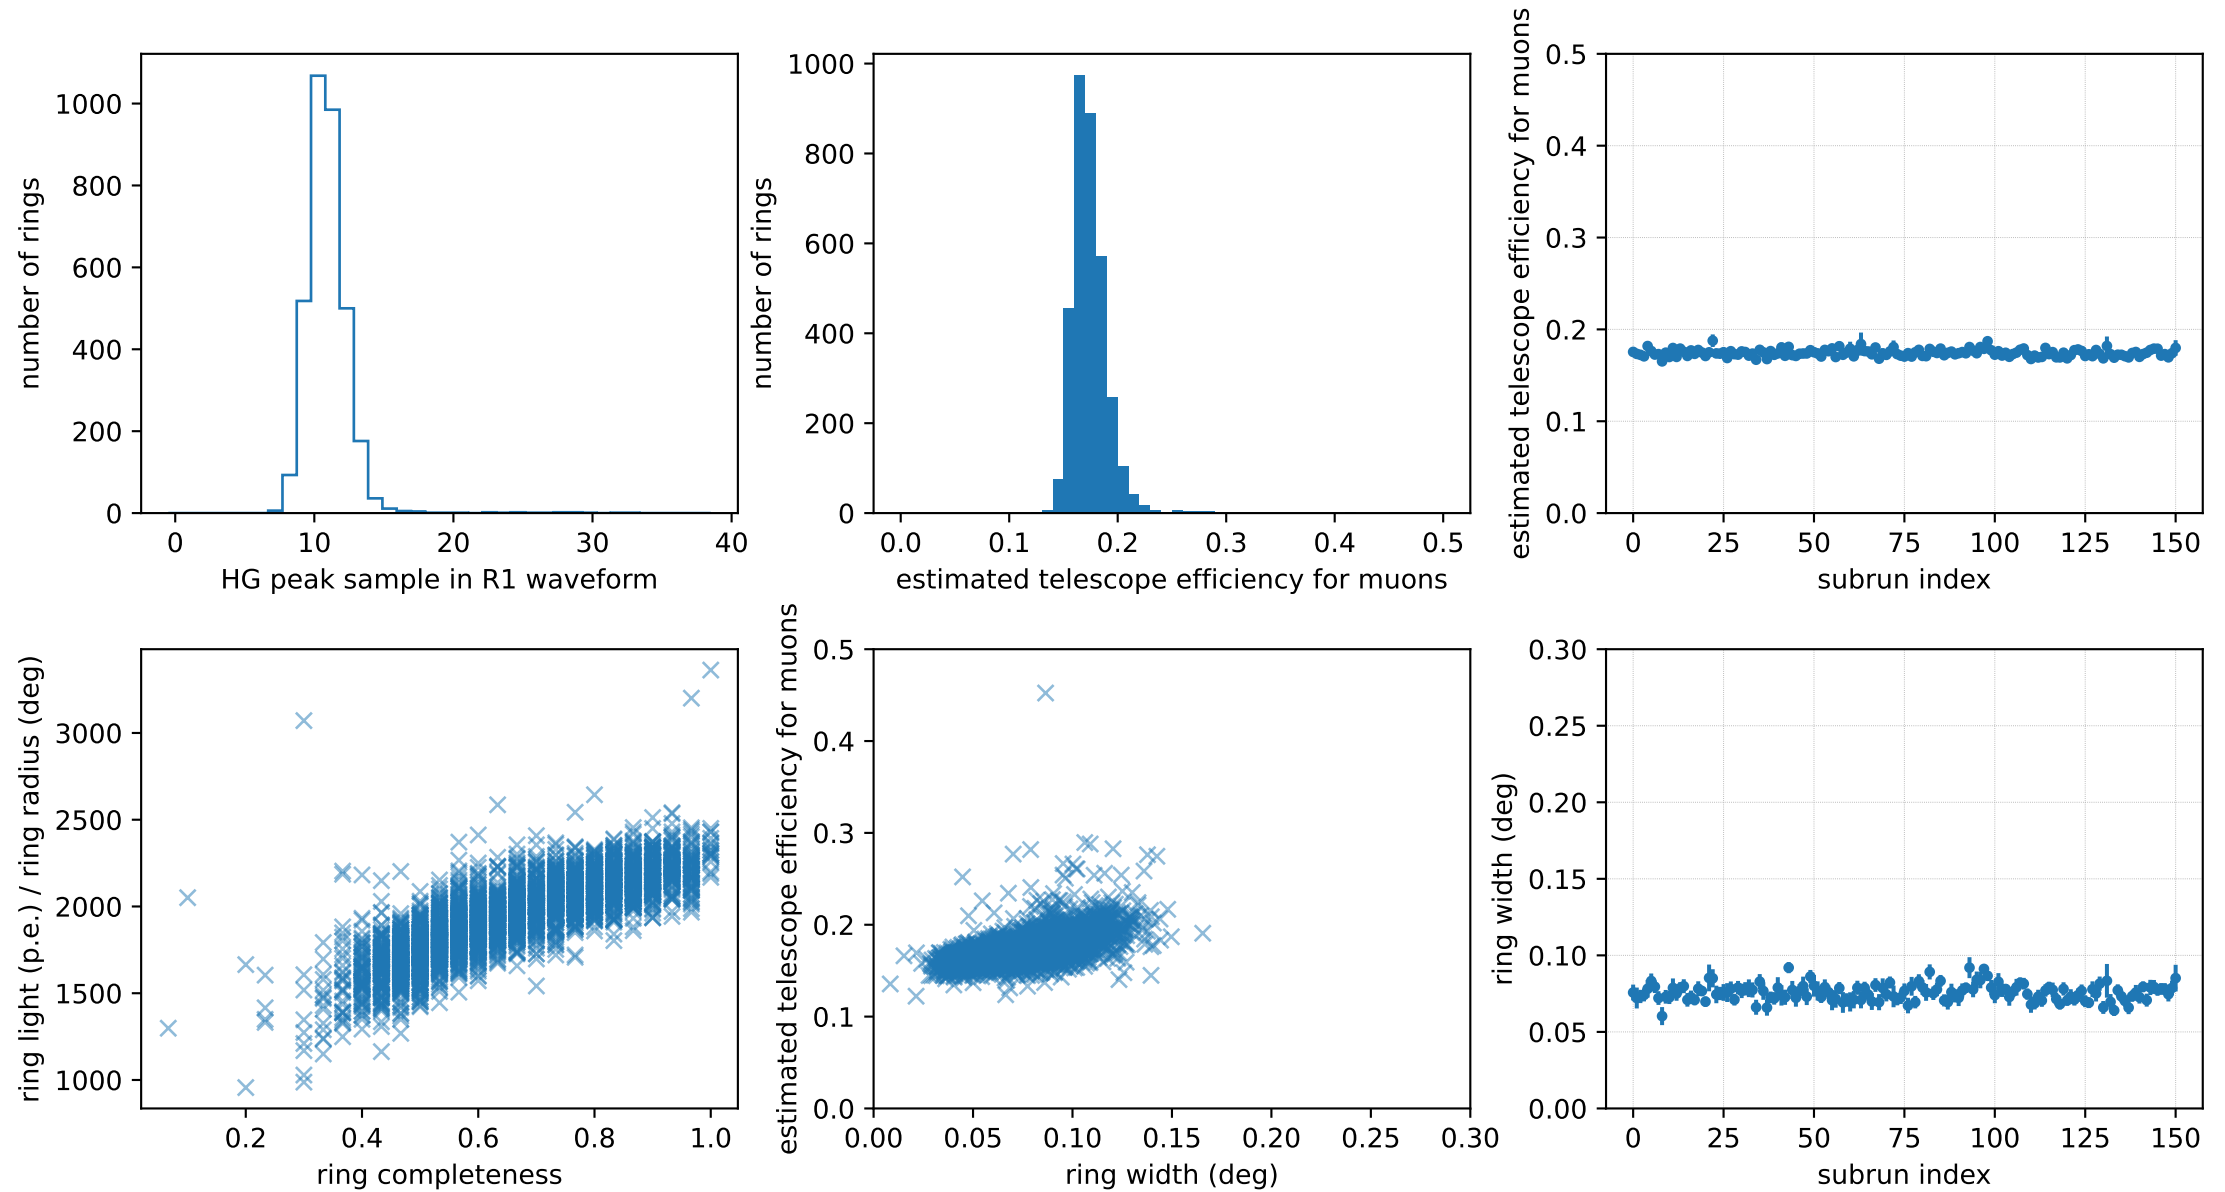 1000
800
600
400
200
0
number of rings
0 10 20 30 40
HG peak sample in R1 waveform
1000
800
600
400
200
0
number of rings
0.0 0.1 0.2 0.3 0.4 0.5
estimated telescope efficiency for muons
0.5
0.4
0.3
0.2
0.1
0.0
estimated telescope efficiency for muons
0 25 50 75 100 125 150
subrun index
3000
2500
2000
1500
1000
ring light (p.e.) / ring radius (deg)
0.2 0.4 0.6 0.8 1.0
ring completeness
0.5
0.4
0.3
0.2
0.1
0.0
estimated telescope efficiency for muons
0.00 0.05 0.10 0.15 0.20 0.25 0.30
ring width (deg)
0.30
0.25
0.20
0.15
0.10
0.05
0.00
ring width (deg)
0 25 50 75 100 125 150
subrun index